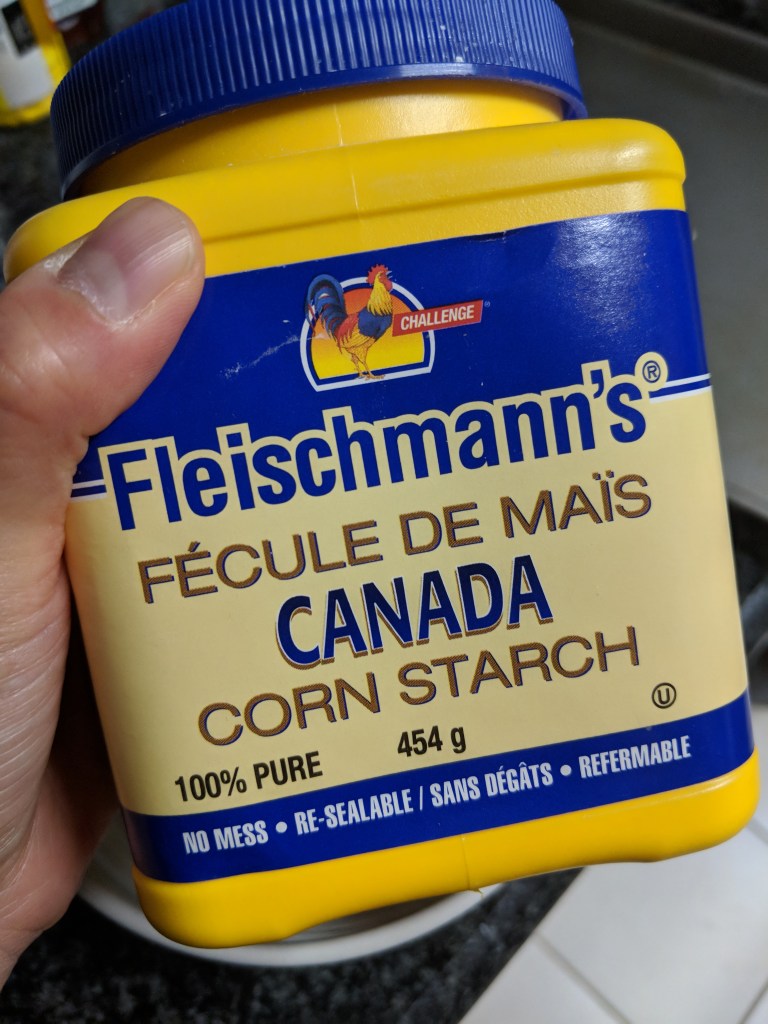 CHALLENGE
Fleischmann's®
FÉCULE DE MAÏS
CANADA
CORN STARCH
U
100% PURE 454 g
NO MESS • RE-SEALABLE / SANS DÉGÂTS • REFERMABLE